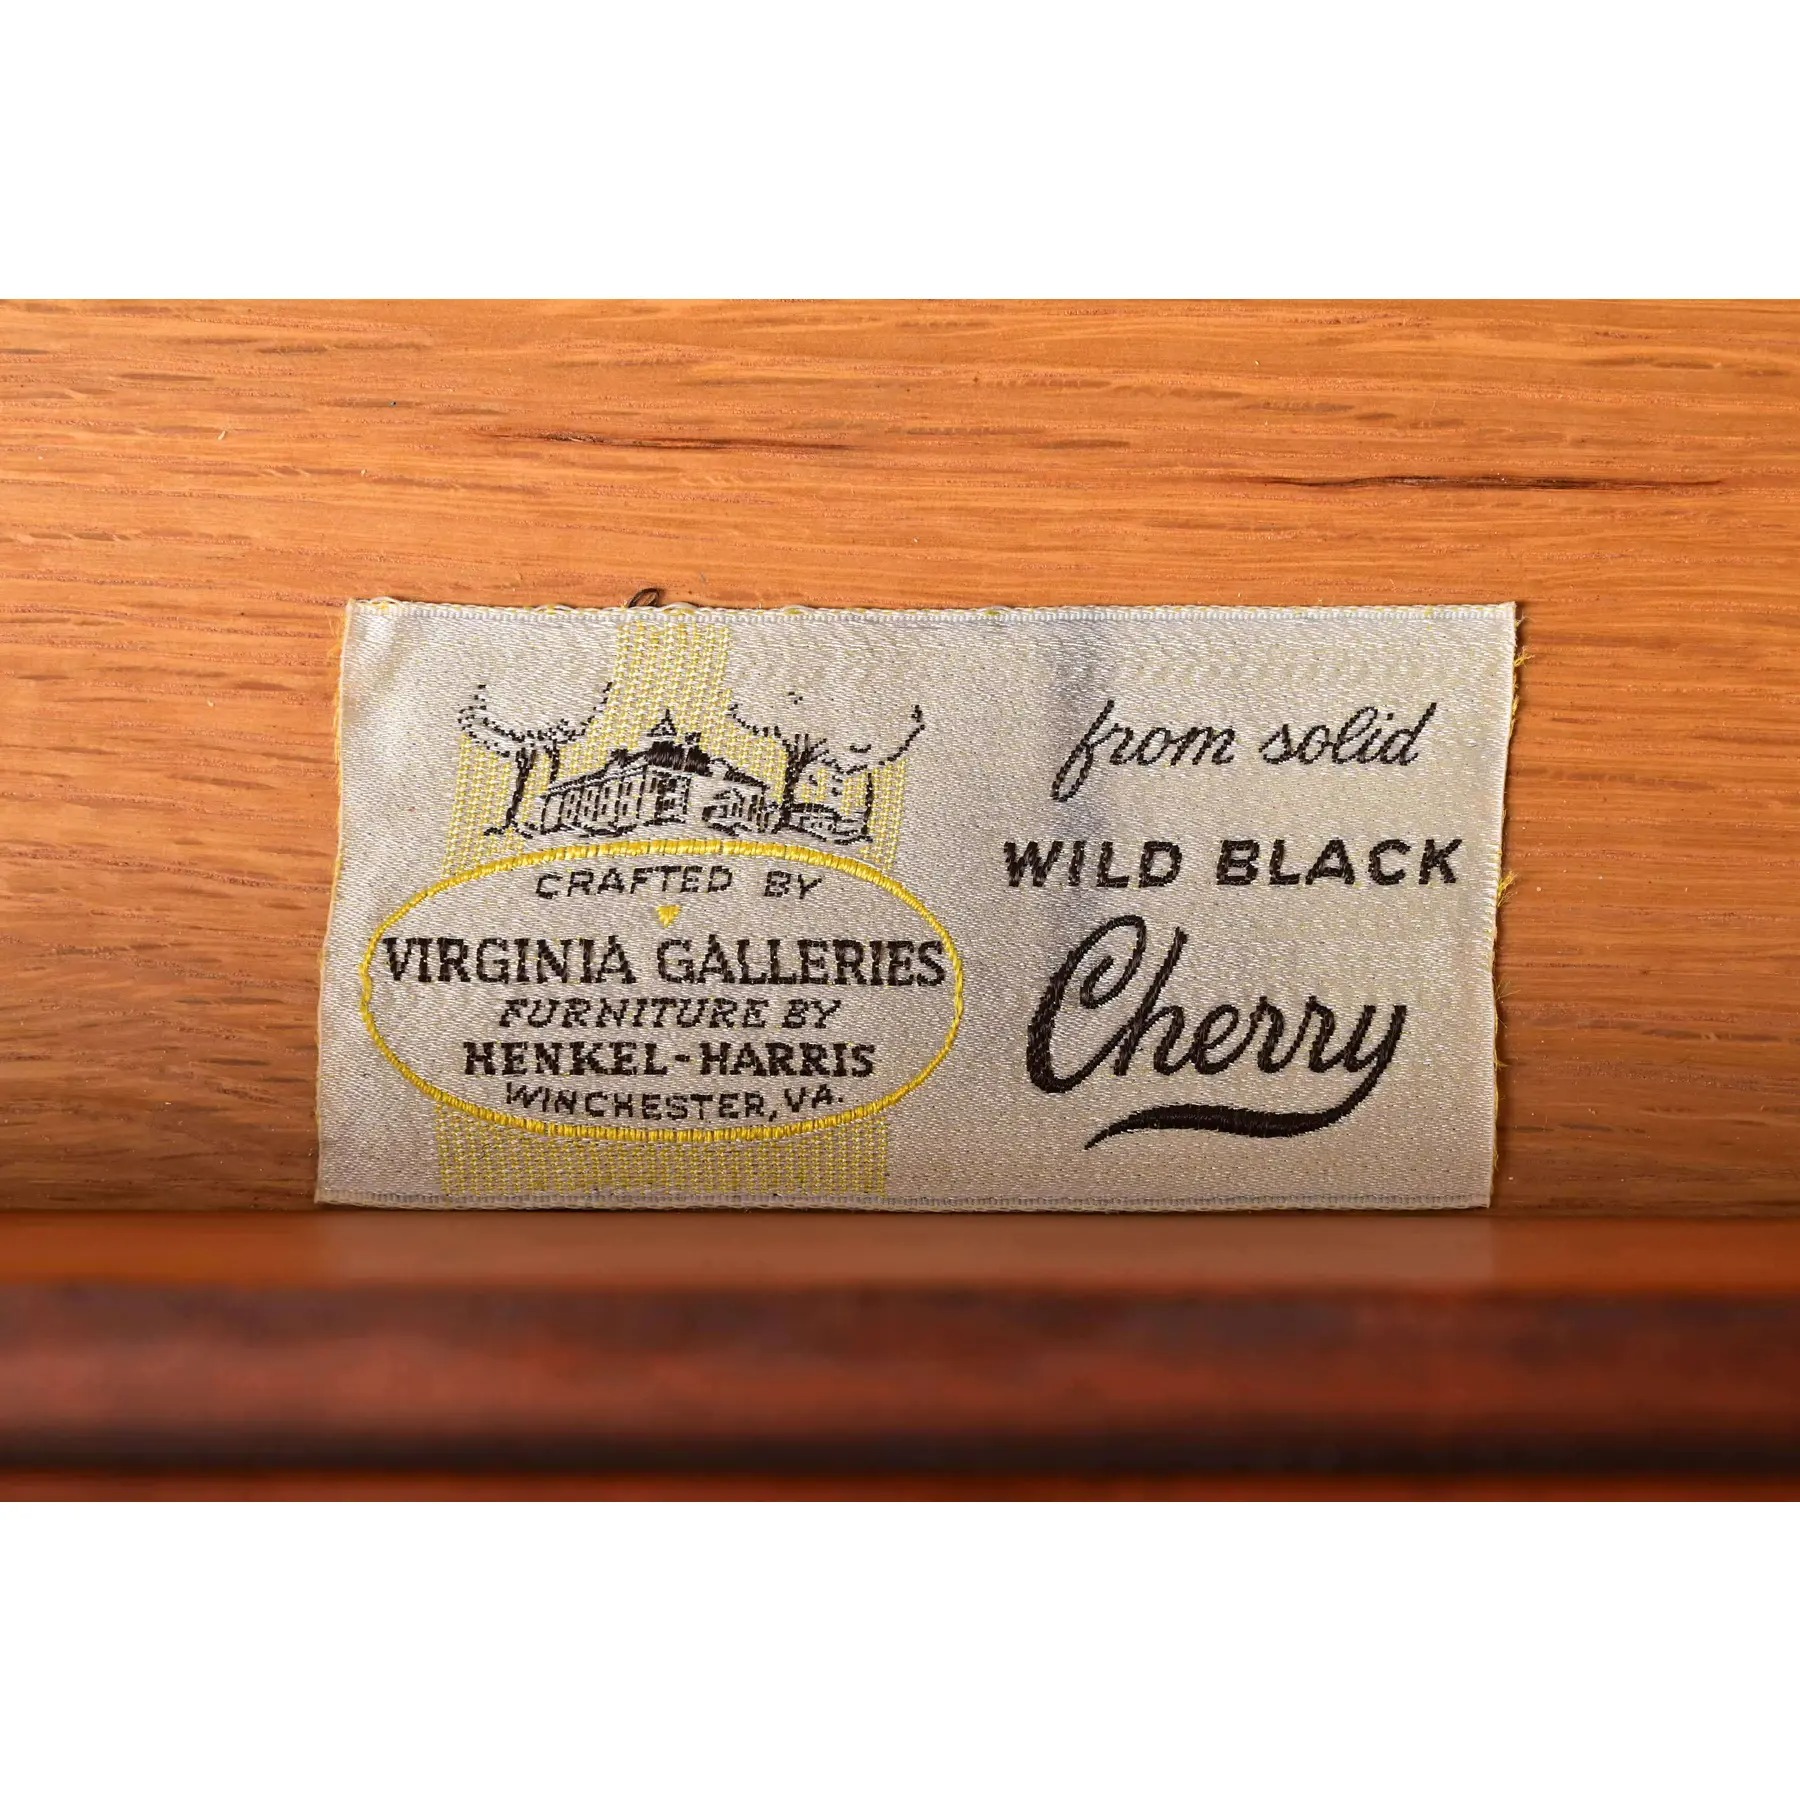 CRAFTED BY
VIRGINIA GALLERIES
FURNITURE BY
HENKEL-HARRIS
WINCHESTER, VA.
from solid
WILD BLACK
Cherry